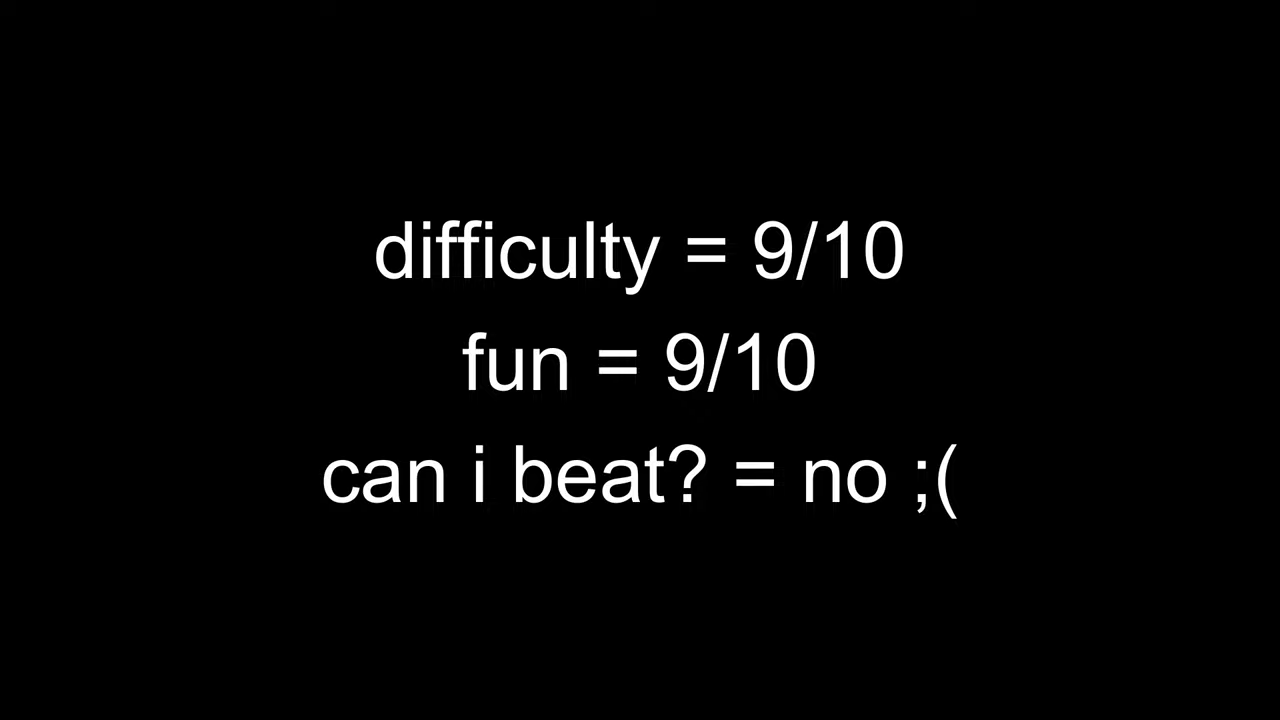 difficulty = 9/10
fun = 9/10
can i beat? = no ;(